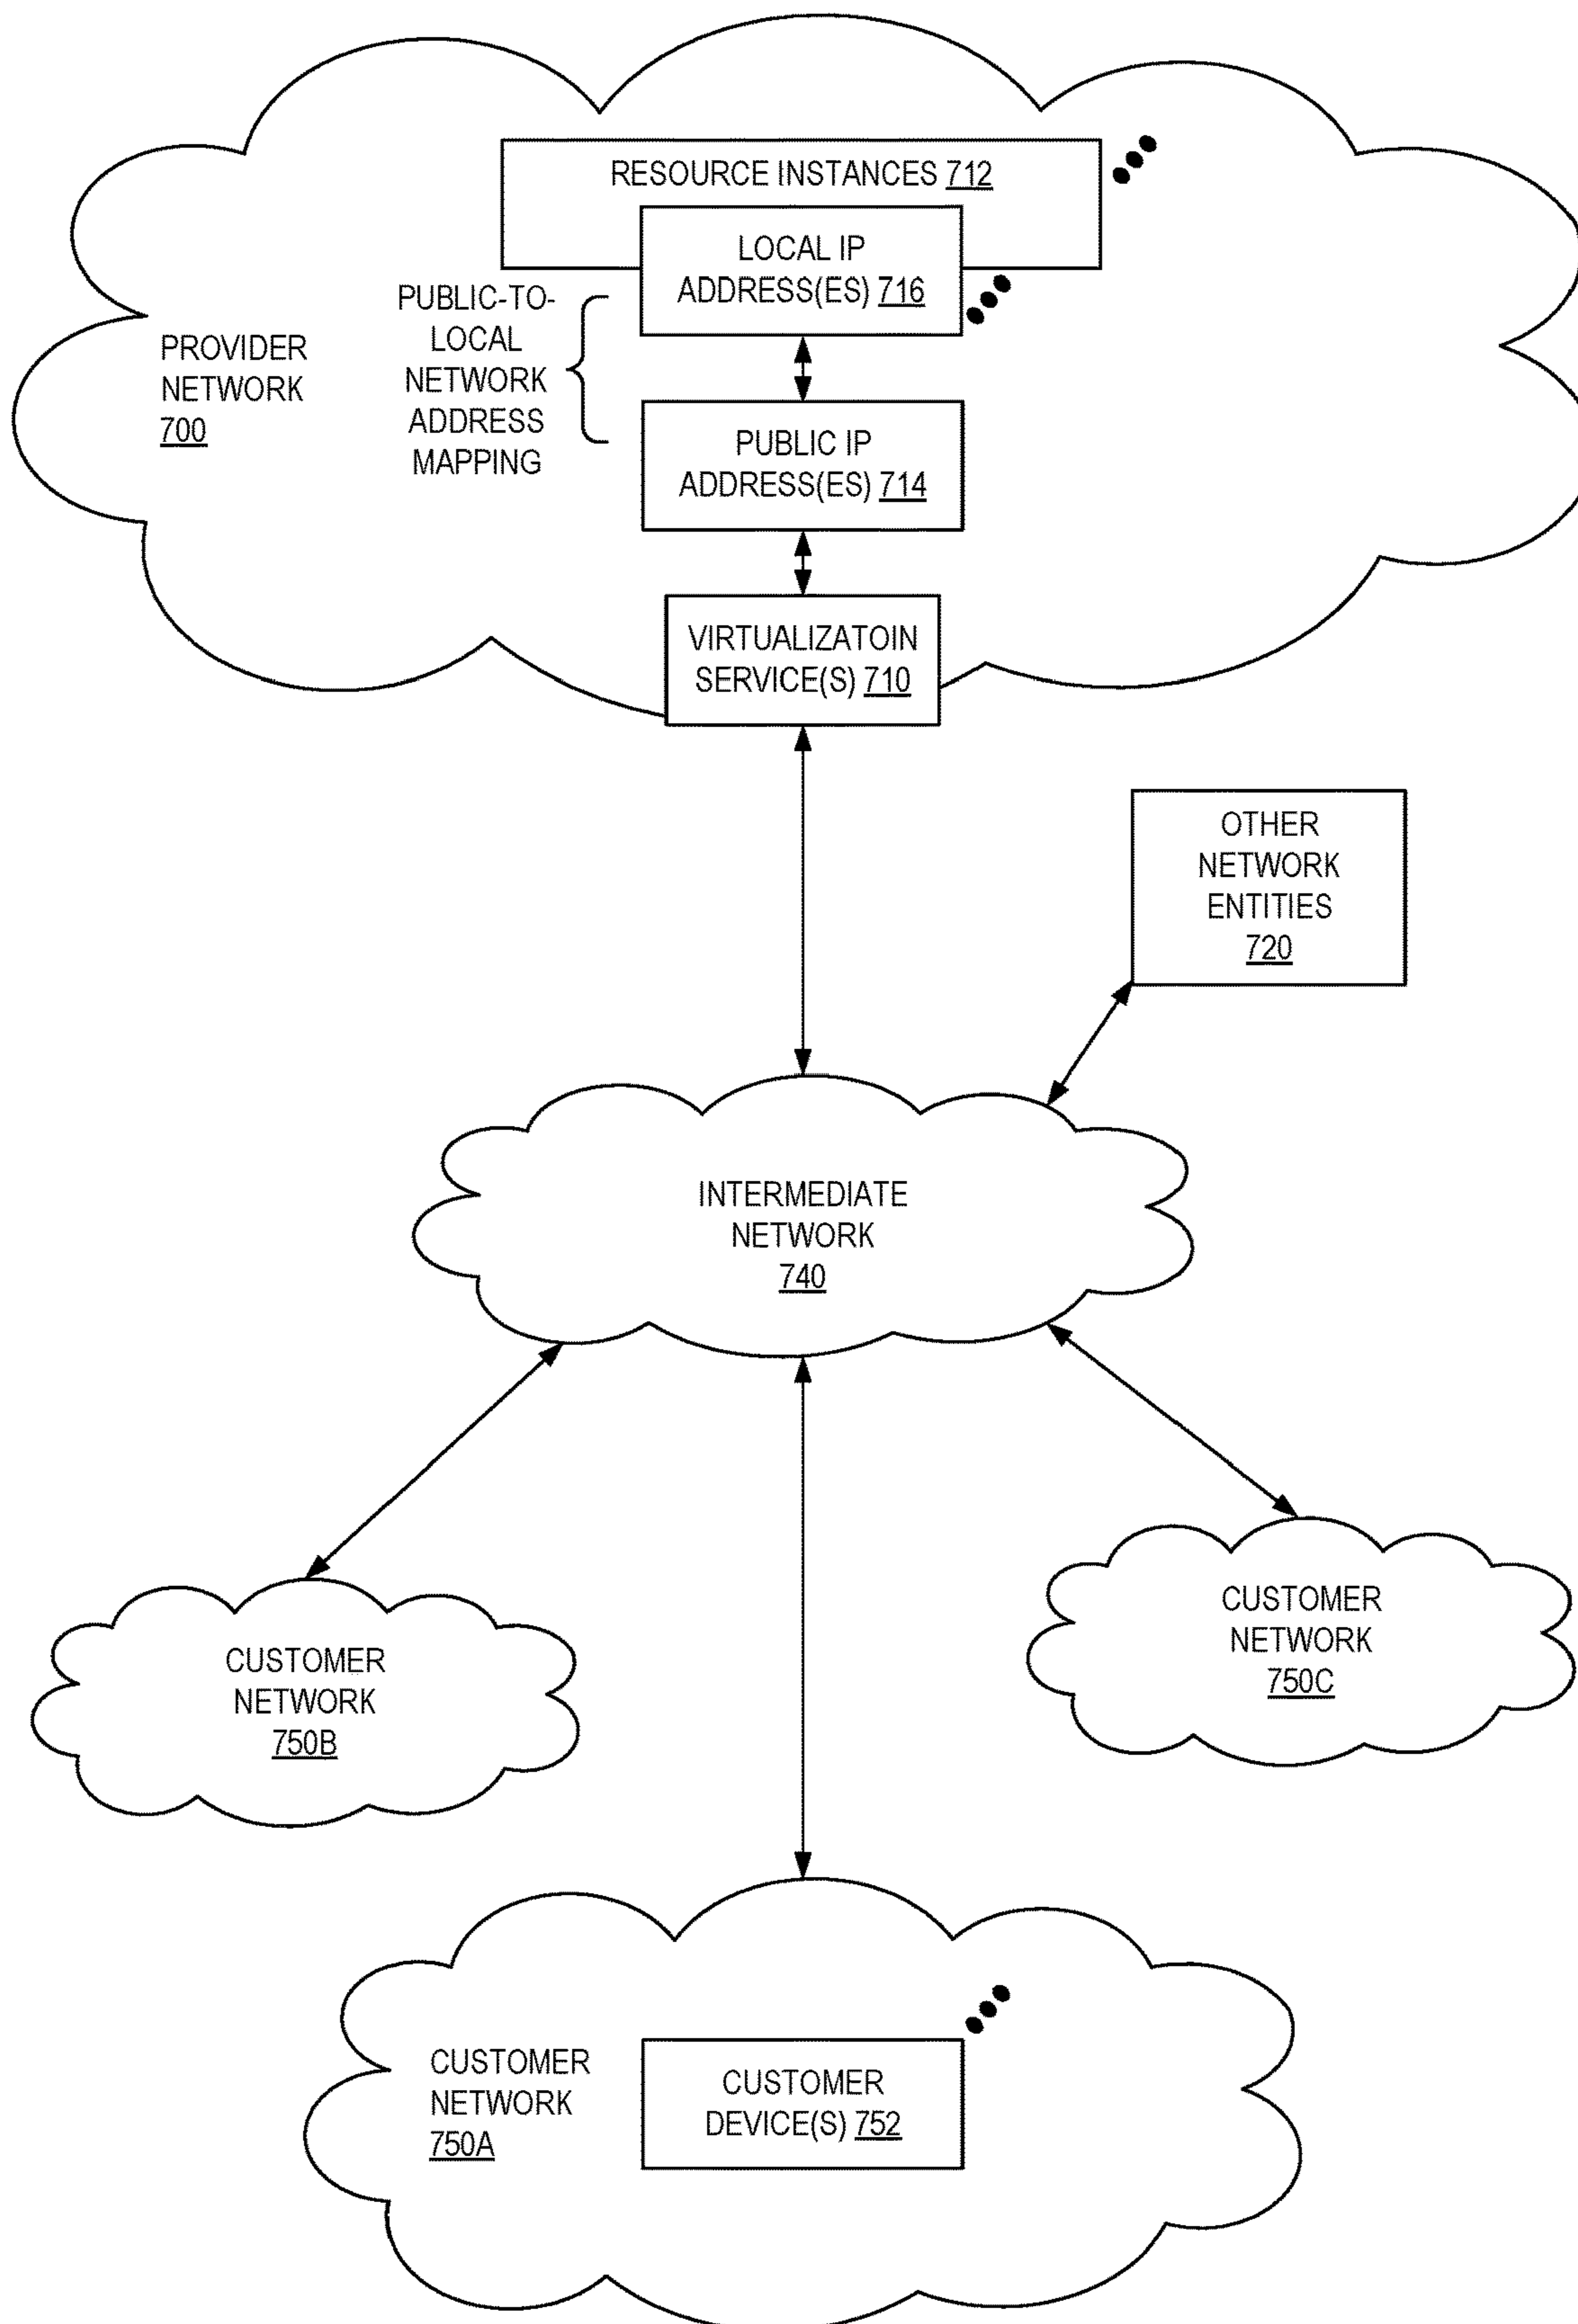 RESOURCE INSTANCES 712
LOCAL IP
ADDRESS(ES) 716
PUBLIC-TO-
LOCAL
NETWORK
ADDRESS
MAPPING
PROVIDER
NETWORK
700
PUBLIC IP
ADDRESS(ES) 714
VIRTUALIZATOIN
SERVICE(S) 710
OTHER
NETWORK
ENTITIES
720
INTERMEDIATE
NETWORK
740
CUSTOMER
NETWORK
750B
CUSTOMER
NETWORK
750C
CUSTOMER
NETWORK
750A
CUSTOMER
DEVICE(S) 752